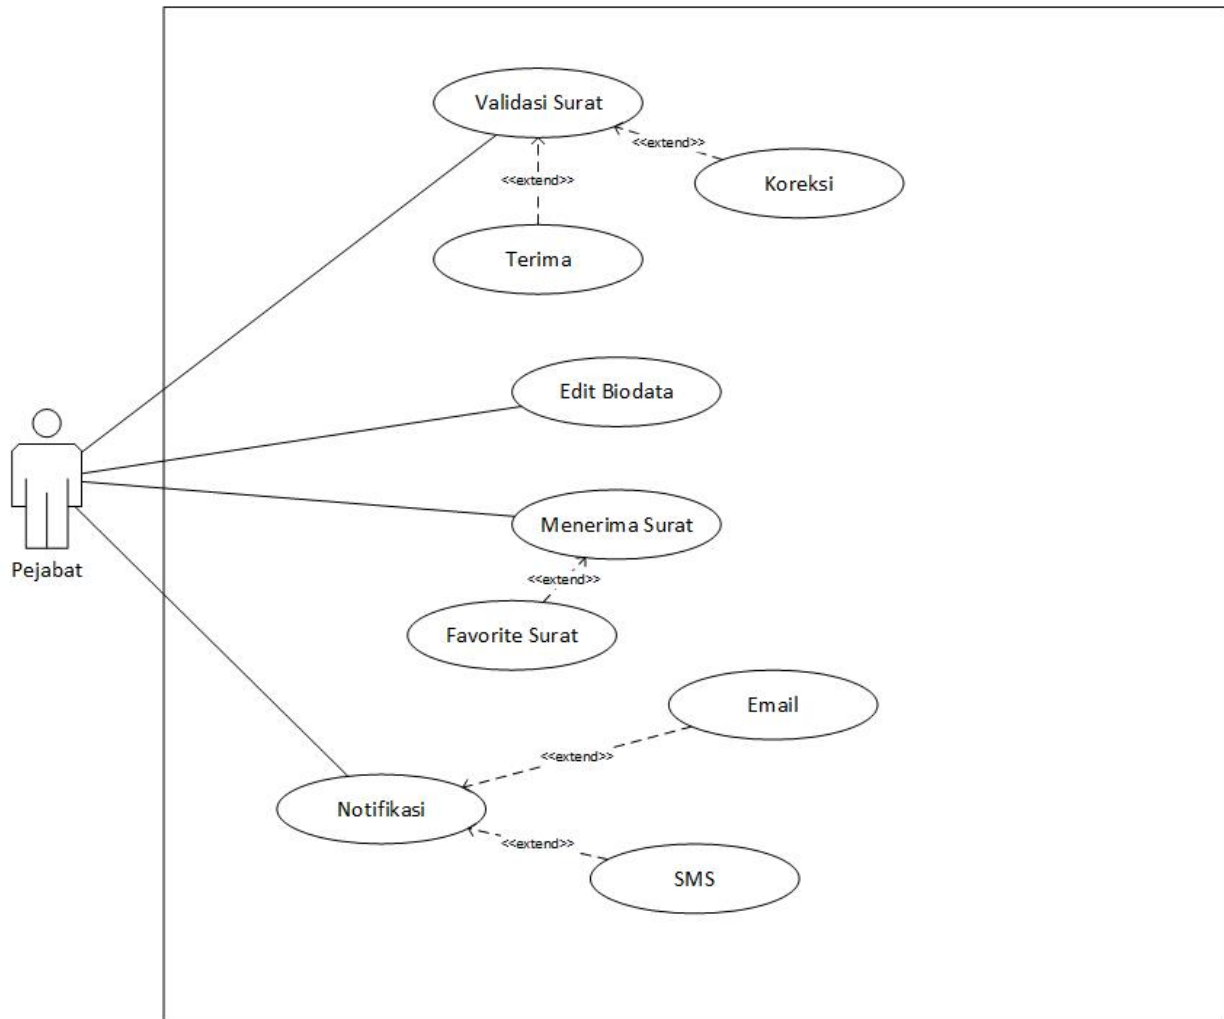 Validasi Surat
<<extend>>
Koreksi
<<extend>>
Terima
Edit Biodata
Menerima Surat
Pejabat
<<extend>>
Favorite Surat
Email
<<extend>>
Notifikasi
<<extend>>
SMS